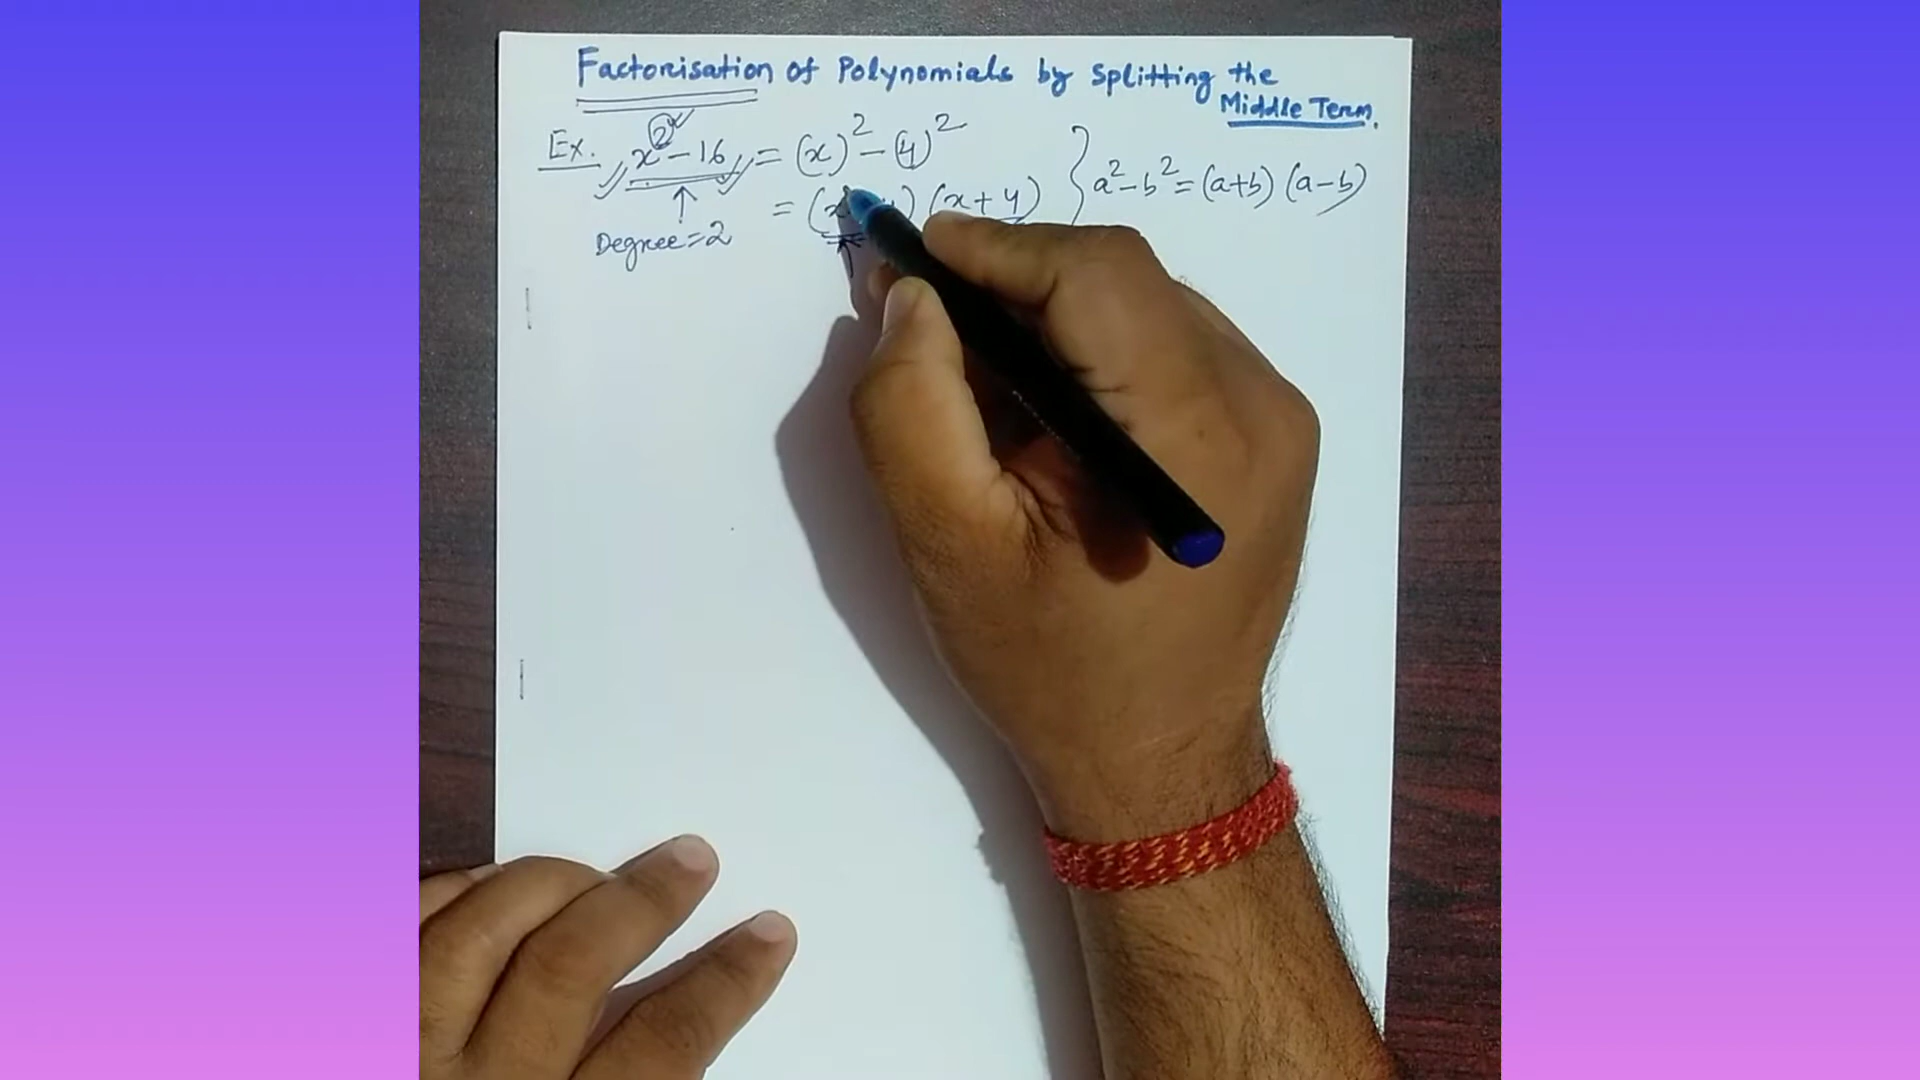 Factorisation of Polynomials by Splitting the
Middle Term.
Ex. x² - 16 = (x)² - (4)²
= (x 4) (x + 4) } a² - b² = (a+b) (a-b)
Degree = 2